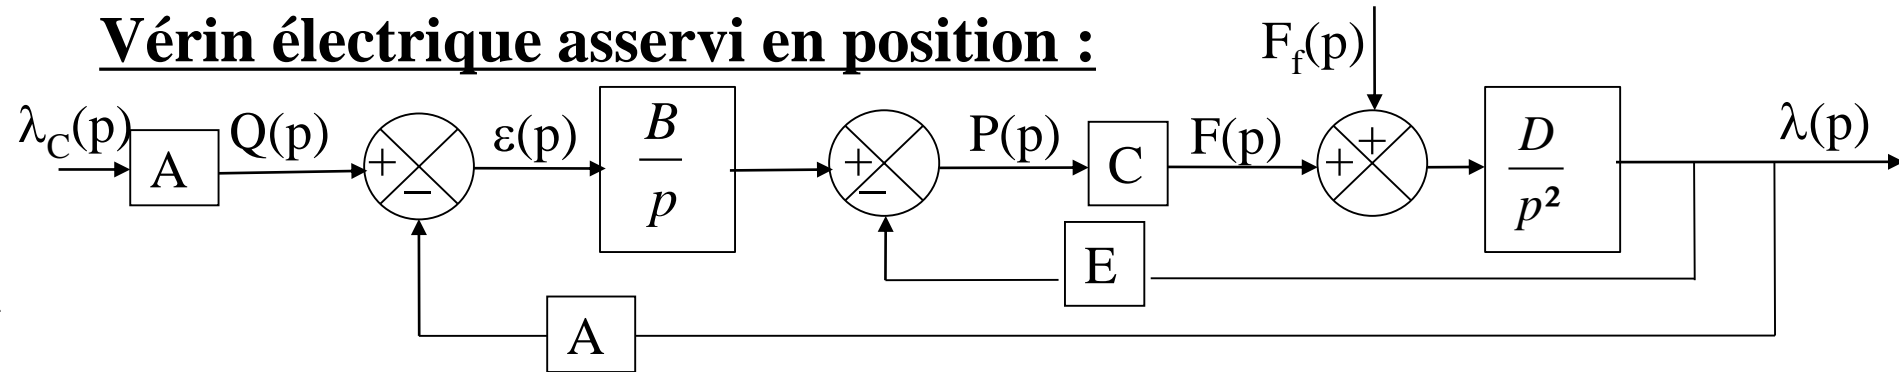 Vérin électrique asservi en position :
F_f(p)
λ_C(p)
A
Q(p)
+
−
ε(p)
B
p
+
−
P(p)
C
F(p)
+
+
D
p²
λ(p)
E
A